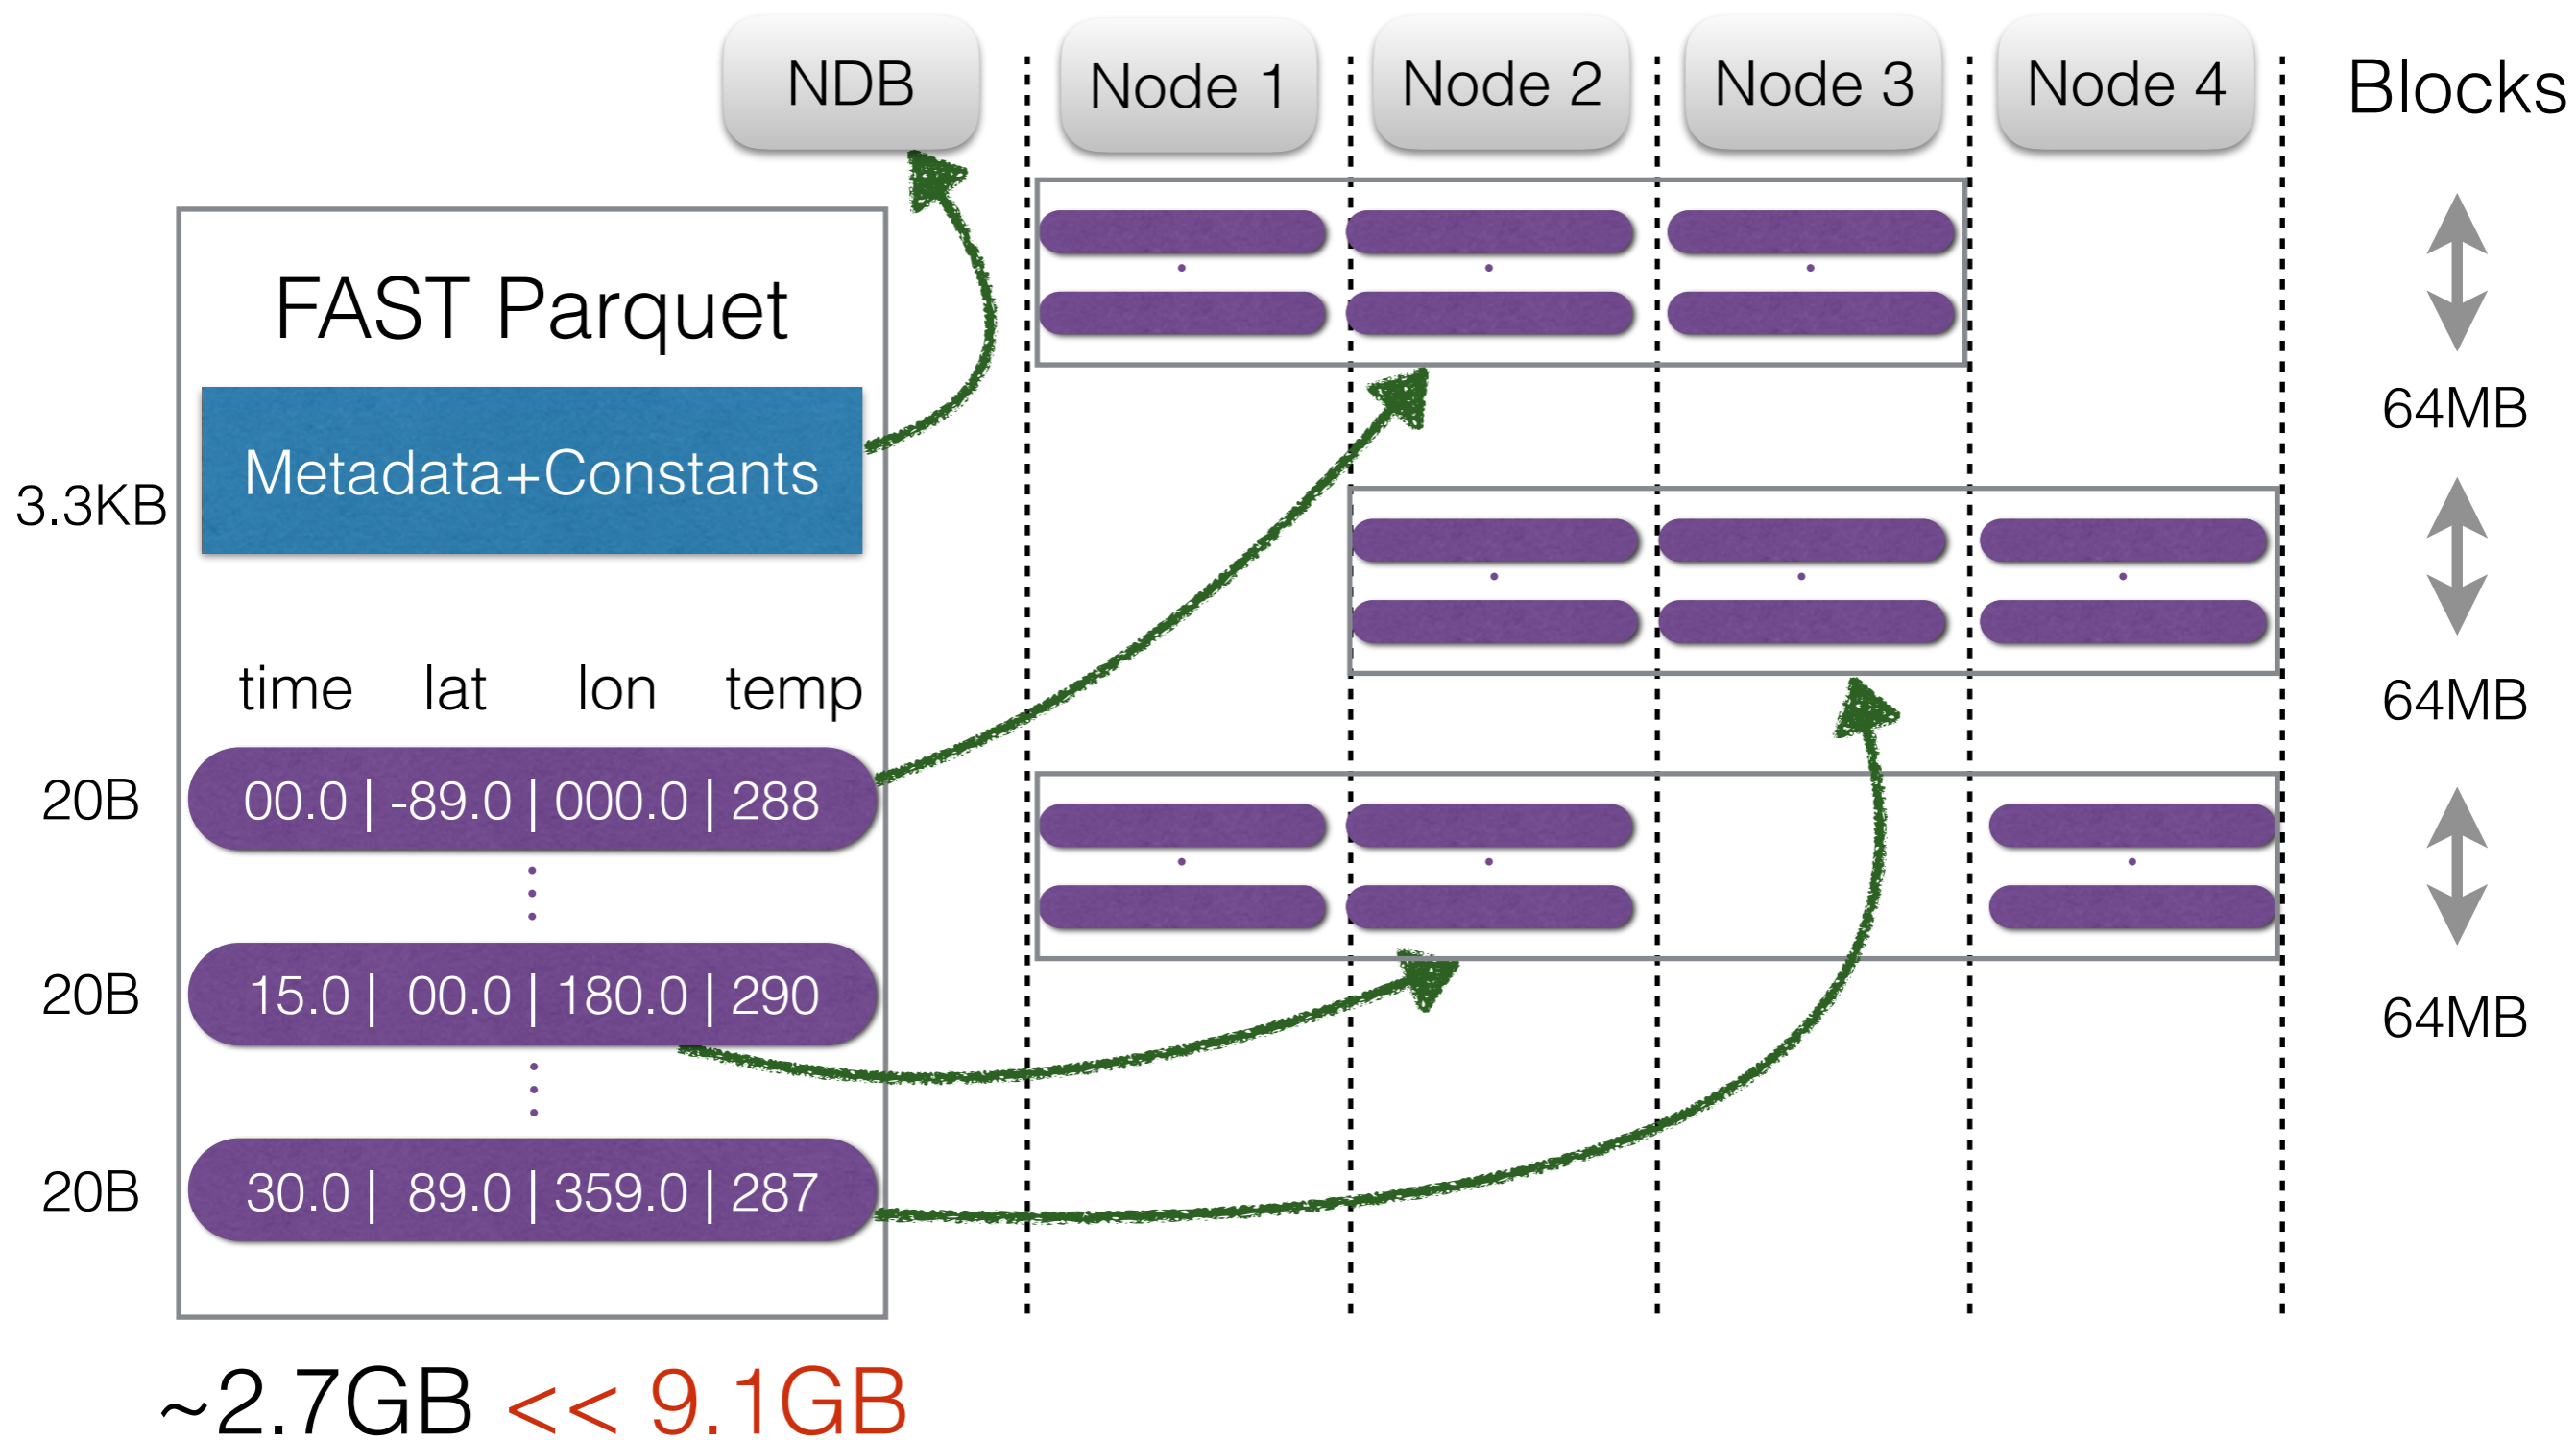 NDB
Node 1
Node 2
Node 3
Node 4
Blocks
FAST Parquet
Metadata+Constants
3.3KB
64MB
time lat lon temp
64MB
20B
00.0 | -89.0 | 000.0 | 288
20B
15.0 | 00.0 | 180.0 | 290
64MB
20B
30.0 | 89.0 | 359.0 | 287
~2.7GB << 9.1GB